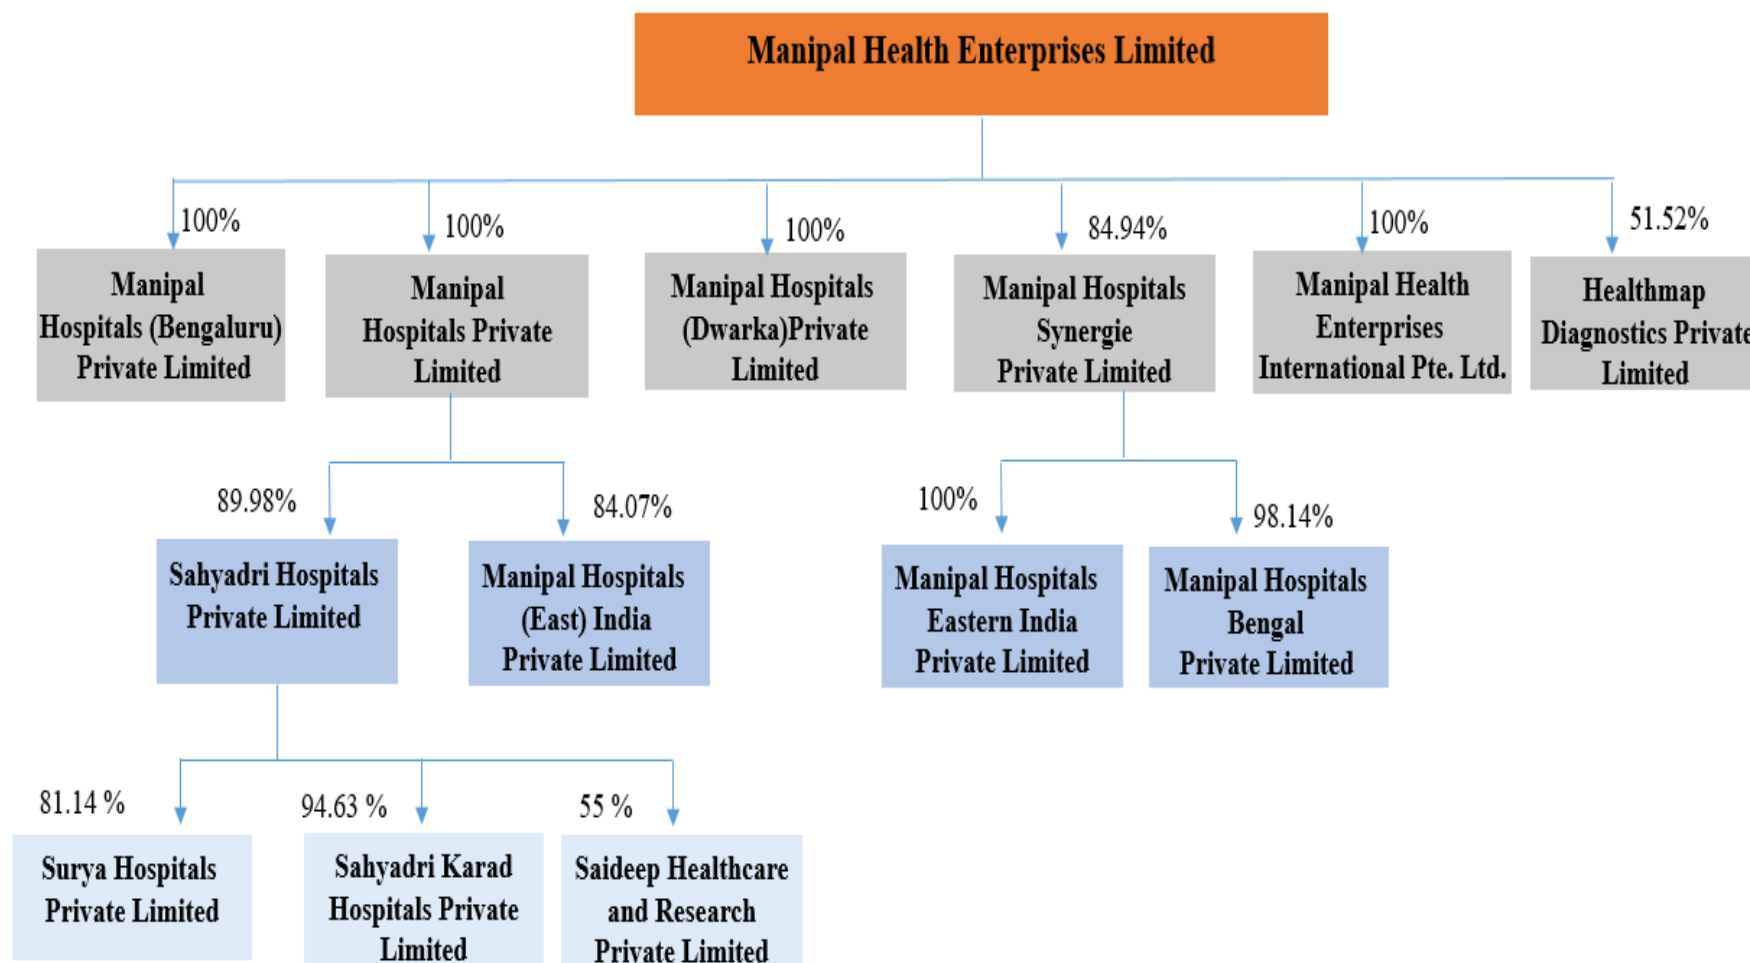 Manipal Health Enterprises Limited
100%
100%
100%
84.94%
100%
51.52%
Manipal
Hospitals (Bengaluru)
Private Limited
Manipal
Hospitals Private
Limited
Manipal Hospitals
(Dwarka)Private
Limited
Manipal Hospitals
Synergie
Private Limited
Manipal Health
Enterprises
International Pte. Ltd.
Healthmap
Diagnostics Private
Limited
89.98%
84.07%
100%
98.14%
Sahyadri Hospitals
Private Limited
Manipal Hospitals
(East) India
Private Limited
Manipal Hospitals
Eastern India
Private Limited
Manipal Hospitals
Bengal
Private Limited
81.14 %
94.63 %
55 %
Surya Hospitals
Private Limited
Sahyadri Karad
Hospitals Private
Limited
Saideep Healthcare
and Research
Private Limited